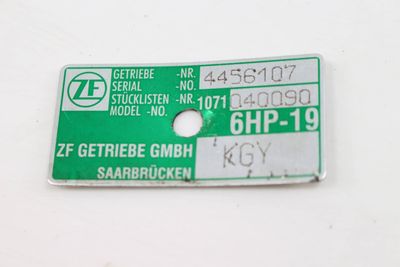 ZF
GETRIEBE -NR. 4456107
SERIAL -NO.
STÜCKLISTEN -NR. 1071 040090
MODEL -NO.
6HP-19
ZF GETRIEBE GMBH KGY
SAARBRÜCKEN